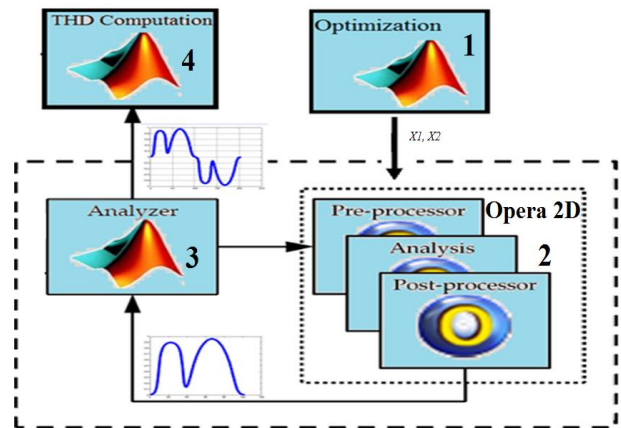 THD Computation
4
Optimization
1
X1, X2
Analyzer
3
Pre-processor
Opera 2D
Analysis
2
Post-processor